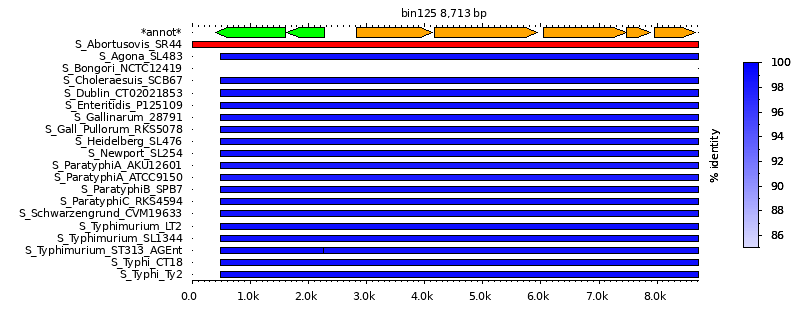 bin125 8,713 bp
*annot*
S_Abortusovis_SR44
S_Agona_SL483
S_Bongori_NCTC12419
S_Choleraesuis_SCB67
S_Dublin_CT02021853
S_Enteritidis_P125109
S_Gallinarum_28791
S_Gall_Pullorum_RKS5078
S_Heidelberg_SL476
S_Newport_SL254
S_ParatyphiA_AKU12601
S_ParatyphiA_ATCC9150
S_ParatyphiB_SPB7
S_ParatyphiC_RKS4594
S_Schwarzengrund_CVM19633
S_Typhimurium_LT2
S_Typhimurium_SL1344
S_Typhimurium_ST313_AGEnt
S_Typhi_CT18
S_Typhi_Ty2
0.0 1.0k 2.0k 3.0k 4.0k 5.0k 6.0k 7.0k 8.0k
% identity
100
98
96
94
92
90
88
86